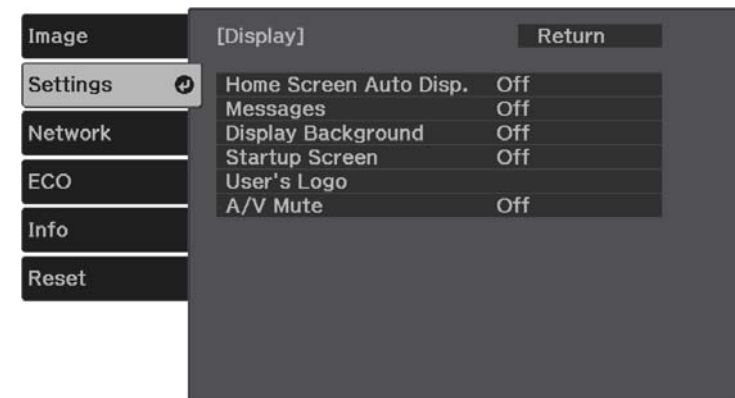 Image
Settings
Network
ECO
Info
Reset
[Display] Return
Home Screen Auto Disp. Off
Messages Off
Display Background Off
Startup Screen Off
User's Logo
A/V Mute Off